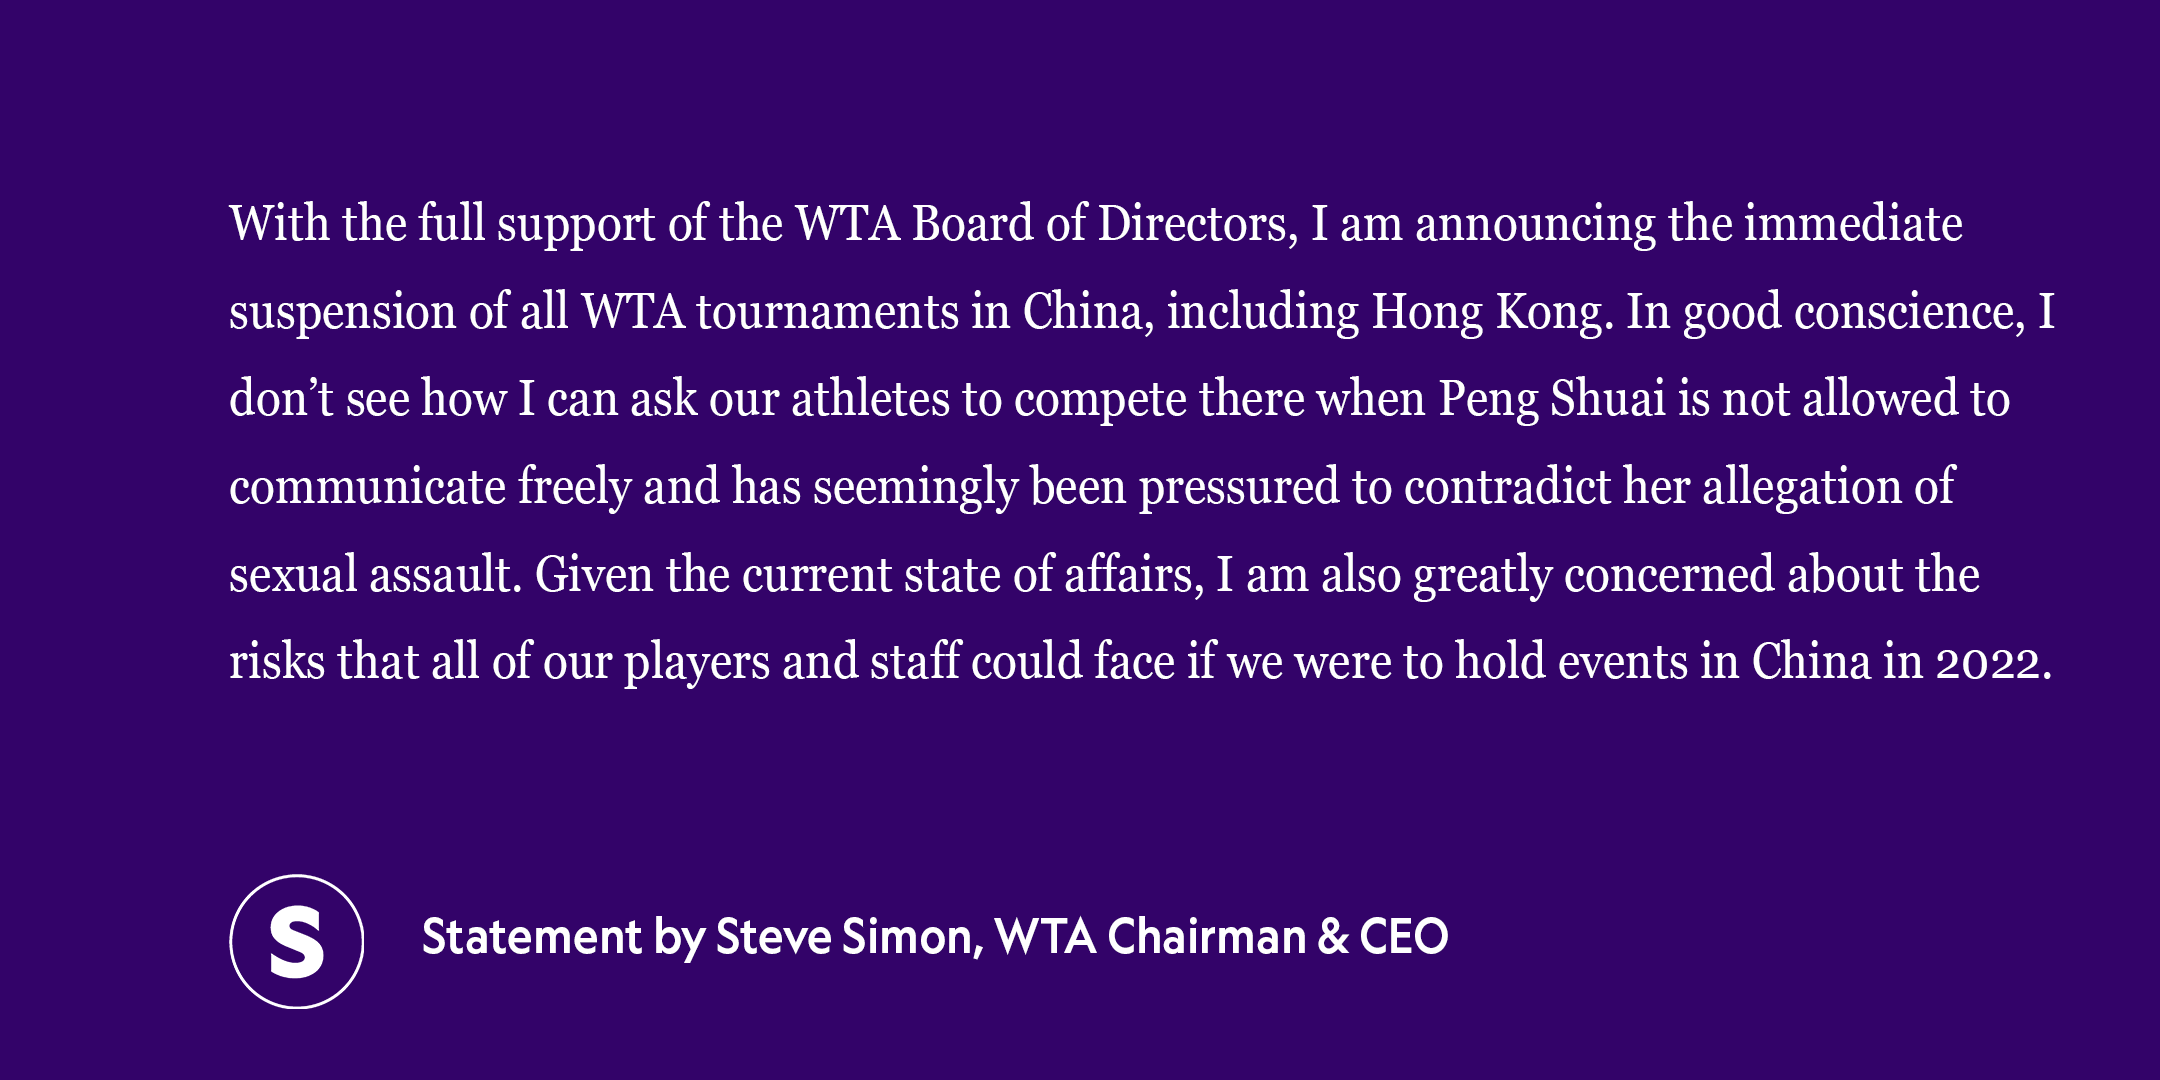 With the full support of the WTA Board of Directors, I am announcing the immediate
suspension of all WTA tournaments in China, including Hong Kong. In good conscience, I
don’t see how I can ask our athletes to compete there when Peng Shuai is not allowed to
communicate freely and has seemingly been pressured to contradict her allegation of
sexual assault. Given the current state of affairs, I am also greatly concerned about the
risks that all of our players and staff could face if we were to hold events in China in 2022.
S
Statement by Steve Simon, WTA Chairman & CEO